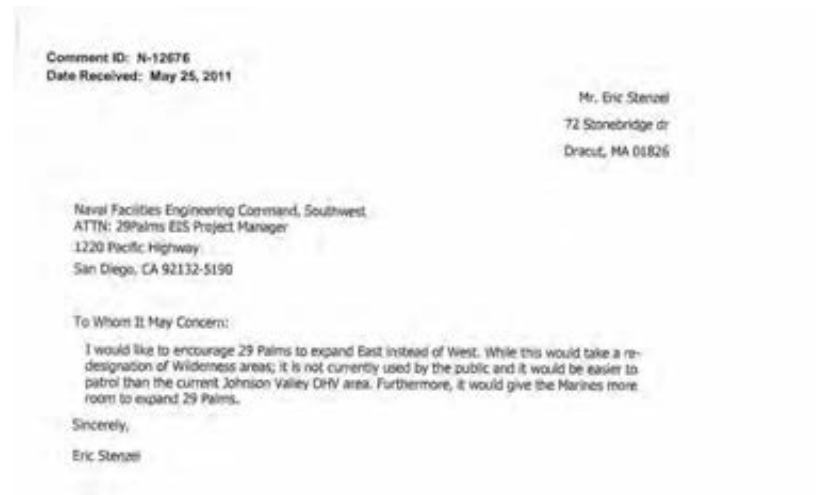 Comment ID: N-12676
Date Received: May 25, 2011
Mr. Eric Stenzel
72 Stonebridge dr
Dracut, MA 01826
Naval Facilities Engineering Command, Southwest
ATTN: 29Palms EIS Project Manager
1220 Pacific Highway
San Diego, CA 92132-5190
To Whom It May Concern:
I would like to encourage 29 Palms to expand East instead of West. While this would take a re-
designation of Wilderness areas; it is not currently used by the public and it would be easier to
patrol than the current Johnson Valley OHV area. Furthermore, it would give the Marines more
room to expand 29 Palms.
Sincerely,
Eric Stenzel